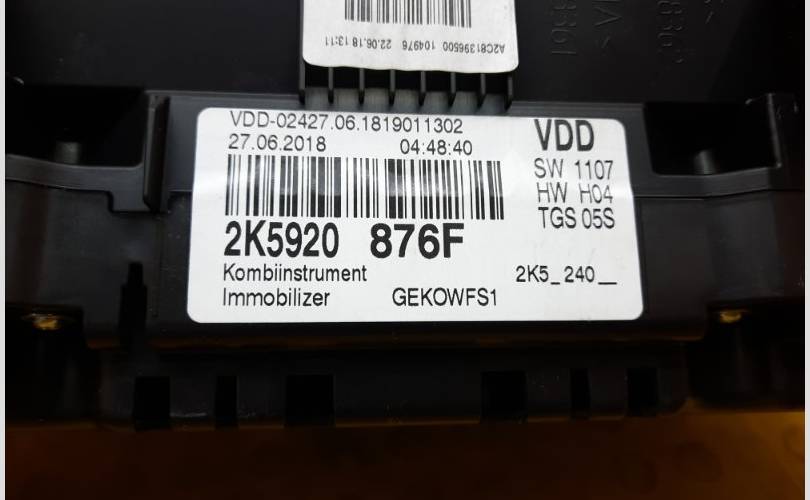 A2C81396500 104976 22.06.18 13:11
VDD-02427.06.1819011302
27.06.2018 04:48:40
VDD
SW 1107
HW H04
TGS 05S
2K5920 876F
Kombiinstrument 2K5_240__
Immobilizer GEKOWFS1